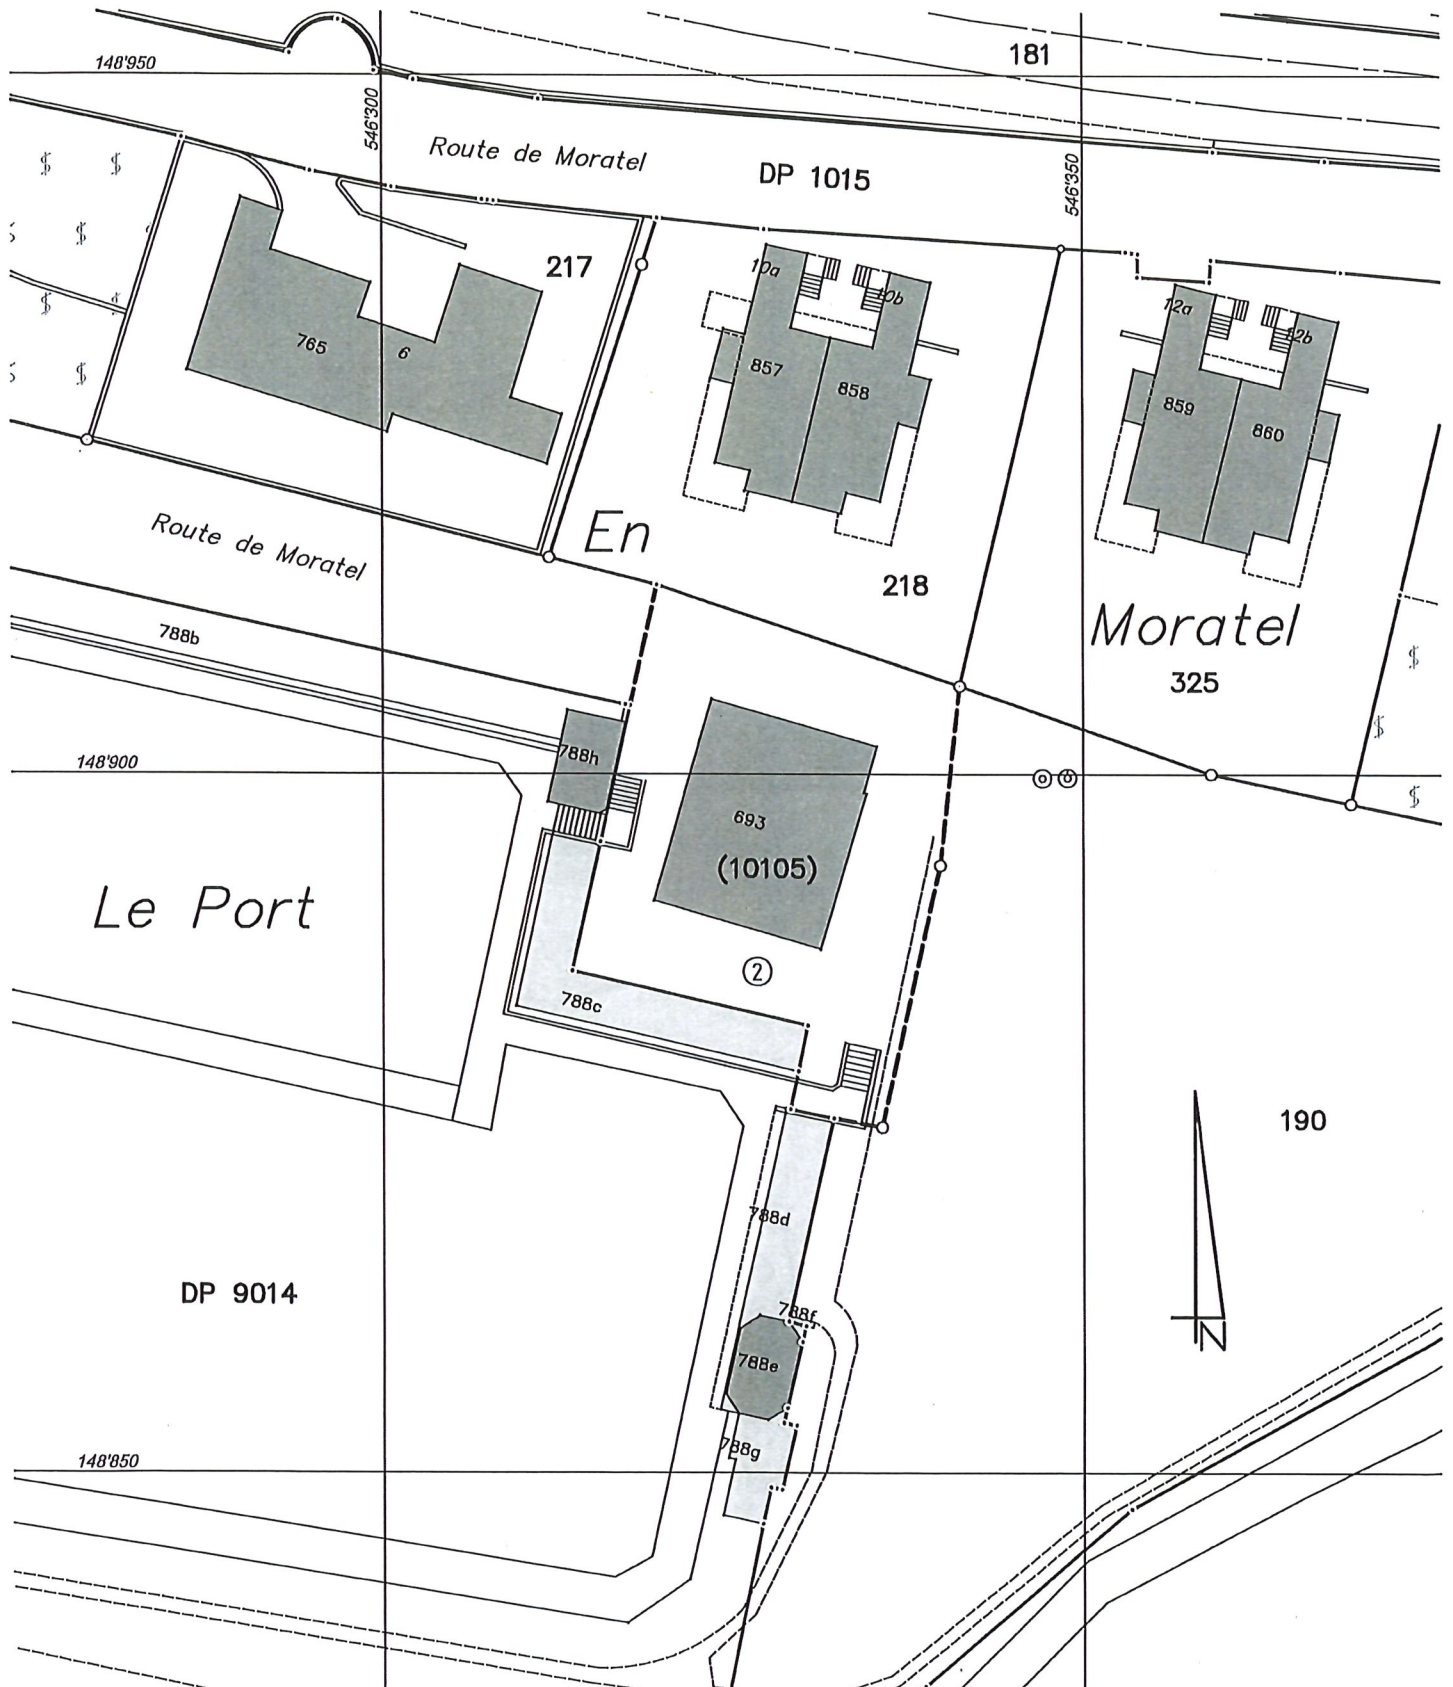 181
148'950
546'300
Route de Moratel
DP 1015
546'350
217
10a
10b
12a
12b
765
6
857
858
859
860
En
Route de Moratel
218
Moratel
788b
325
788h
148'900
693
(10105)
Le Port
2
788c
190
788d
DP 9014
788f
N
788e
788g
148'850